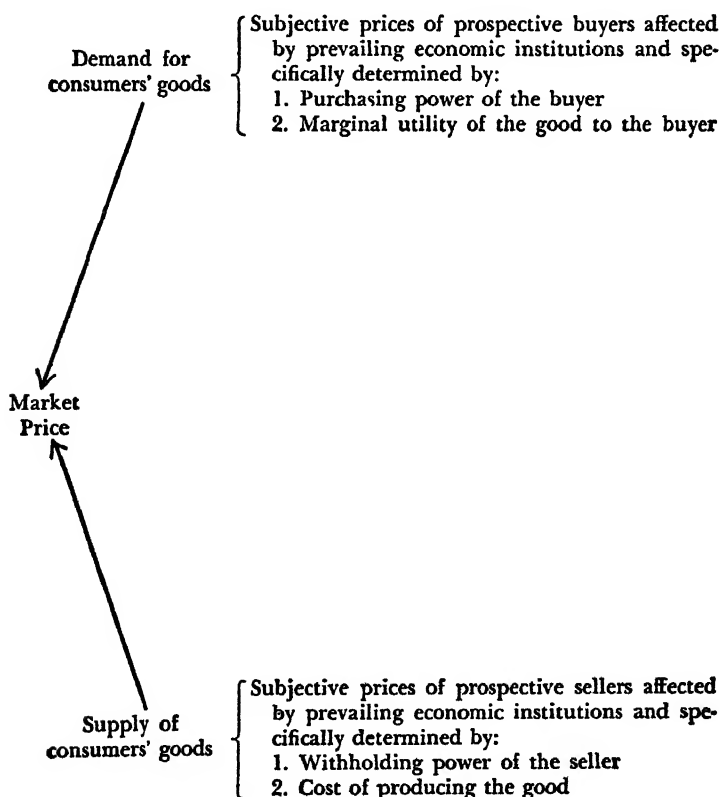 Demand for
consumers' goods
Subjective prices of prospective buyers affected
by prevailing economic institutions and spe-
cifically determined by:
1. Purchasing power of the buyer
2. Marginal utility of the good to the buyer
Market
Price
Supply of
consumers' goods
Subjective prices of prospective sellers affected
by prevailing economic institutions and spe-
cifically determined by:
1. Withholding power of the seller
2. Cost of producing the good